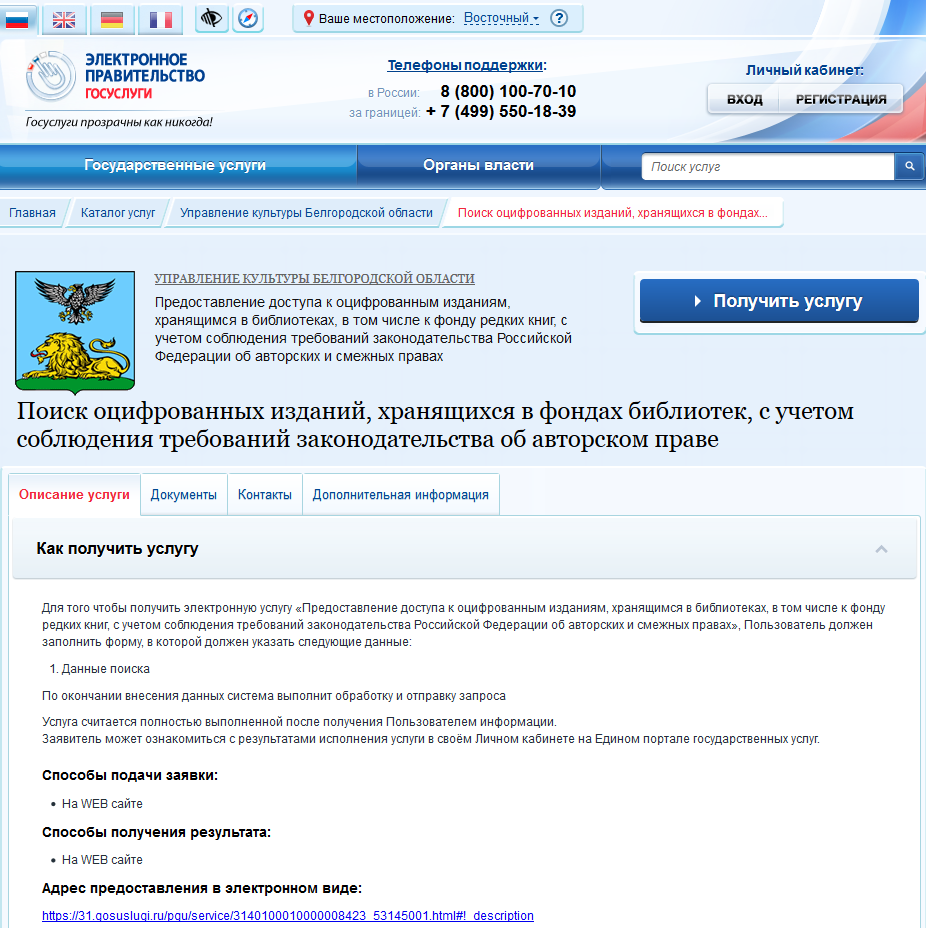 Ваше местоположение: Восточный ?
ЭЛЕКТРОННОЕ
ПРАВИТЕЛЬСТВО
ГОСУСЛУГИ
Госуслуги прозрачны как никогда!
Телефоны поддержки:
в России: 8 (800) 100-70-10
за границей: + 7 (499) 550-18-39
Личный кабинет:
ВХОД РЕГИСТРАЦИЯ
Государственные услуги Органы власти Поиск услуг
Главная Каталог услуг Управление культуры Белгородской области Поиск оцифрованных изданий, хранящихся в фондах...
УПРАВЛЕНИЕ КУЛЬТУРЫ БЕЛГОРОДСКОЙ ОБЛАСТИ
Предоставление доступа к оцифрованным изданиям,
хранящимся в библиотеках, в том числе к фонду редких книг, с
учетом соблюдения требований законодательства Российской
Федерации об авторских и смежных правах
Получить услугу
Поиск оцифрованных изданий, хранящихся в фондах библиотек, с учетом
соблюдения требований законодательства об авторском праве
Описание услуги Документы Контакты Дополнительная информация
Как получить услугу
Для того чтобы получить электронную услугу «Предоставление доступа к оцифрованным изданиям, хранящимся в библиотеках, в том числе к фонду
редких книг, с учетом соблюдения требований законодательства Российской Федерации об авторских и смежных правах», Пользователь должен
заполнить форму, в которой должен указать следующие данные:
1. Данные поиска
По окончании внесения данных система выполнит обработку и отправку запроса
Услуга считается полностью выполненной после получения Пользователем информации.
Заявитель может ознакомиться с результатами исполнения услуги в своём Личном кабинете на Едином портале государственных услуг.
Способы подачи заявки:
• На WEB сайте
Способы получения результата:
• На WEB сайте
Адрес предоставления в электронном виде:
https://31.gosuslugi.ru/pgu/service/3140100010000008423_53145001.html#!_description